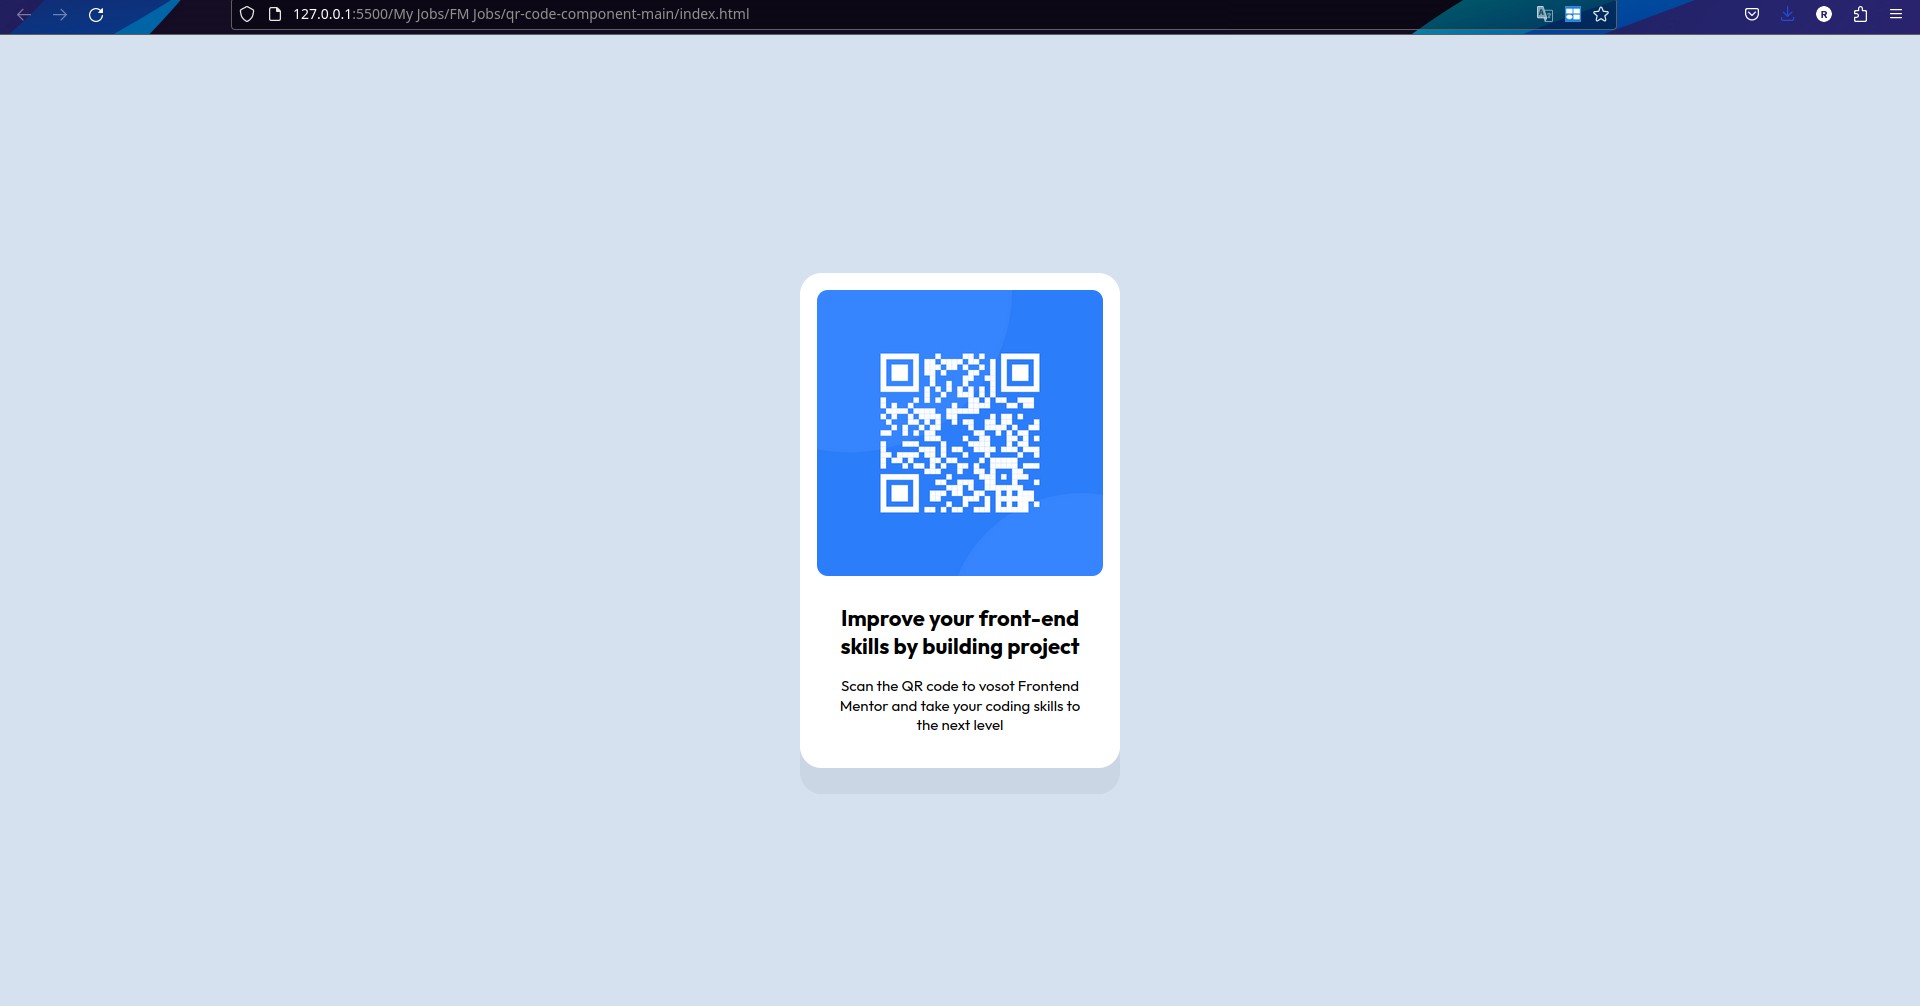 127.0.0.1:5500/My Jobs/FM Jobs/qr-code-component-main/index.html
R
Improve your front-end
skills by building project
Scan the QR code to vosot Frontend
Mentor and take your coding skills to
the next level